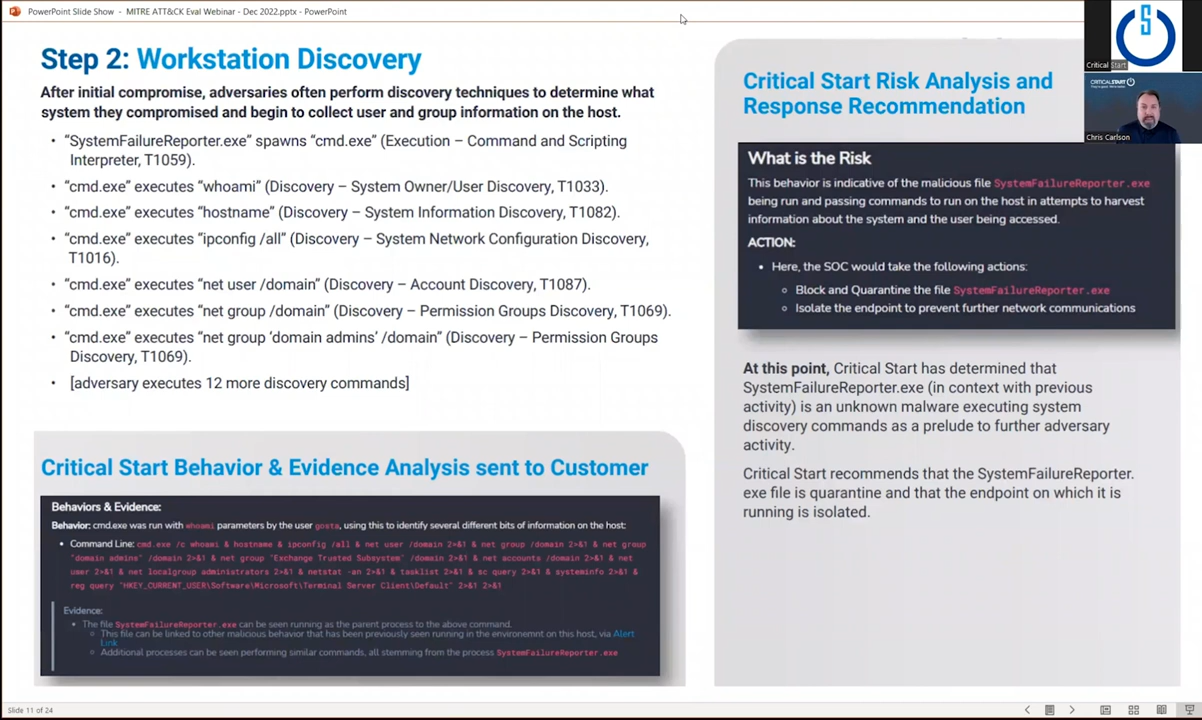 PowerPoint Slide Show - MITRE ATT&CK Eval Webinar - Dec 2022.pptx - PowerPoint
Step 2: Workstation Discovery
After initial compromise, adversaries often perform discovery techniques to determine what
system they compromised and begin to collect user and group information on the host.
• “SystemFailureReporter.exe” spawns “cmd.exe” (Execution – Command and Scripting
Interpreter, T1059).
• “cmd.exe” executes “whoami” (Discovery – System Owner/User Discovery, T1033).
• “cmd.exe” executes “hostname” (Discovery – System Information Discovery, T1082).
• “cmd.exe” executes “ipconfig /all” (Discovery – System Network Configuration Discovery,
T1016).
• “cmd.exe” executes “net user /domain” (Discovery – Account Discovery, T1087).
• “cmd.exe” executes “net group /domain” (Discovery – Permission Groups Discovery, T1069).
• “cmd.exe” executes “net group ‘domain admins’ /domain” (Discovery – Permission Groups
Discovery, T1069).
• [adversary executes 12 more discovery commands]
Critical Start Behavior & Evidence Analysis sent to Customer
Behaviors & Evidence:
Behavior: cmd.exe was run with whoami parameters by the user gosta, using this to identify several different bits of information on the host:
• Command Line: cmd.exe /c whoami & hostname & ipconfig /all & net user /domain 2>&1 & net group /domain 2>&1 & net group
"domain admins" /domain 2>&1 & net group "Exchange Trusted Subsystem" /domain 2>&1 & net accounts /domain 2>&1 & net
user 2>&1 & net localgroup administrators 2>&1 & netstat -an 2>&1 & tasklist 2>&1 & sc query 2>&1 & systeminfo 2>&1 &
reg query "HKEY_CURRENT_USER\Software\Microsoft\Terminal Server Client\Default" 2>&1 2>&1
Evidence:
• The file SystemFailureReporter.exe can be seen running as the parent process to the above command.
This file can be linked to other malicious behavior that has been previously seen running in the environemnt on this host, via Alert
Link
Additional processes can be seen performing similar commands, all stemming from the process SystemFailureReporter.exe
Critical Start Risk Analysis and
Response Recommendation
What is the Risk
This behavior is indicative of the malicious file SystemFailureReporter.exe
being run and passing commands to run on the host in attempts to harvest
information about the system and the user being accessed.
ACTION:
• Here, the SOC would take the following actions:
Block and Quarantine the file SystemFailureReporter.exe
Isolate the endpoint to prevent further network communications
At this point, Critical Start has determined that
SystemFailureReporter.exe (in context with previous
activity) is an unknown malware executing system
discovery commands as a prelude to further adversary
activity.
Critical Start recommends that the SystemFailureReporter.
exe file is quarantine and that the endpoint on which it is
running is isolated.
Critical Start
CRITICALSTART
Chris Carlson
Slide 11 of 24